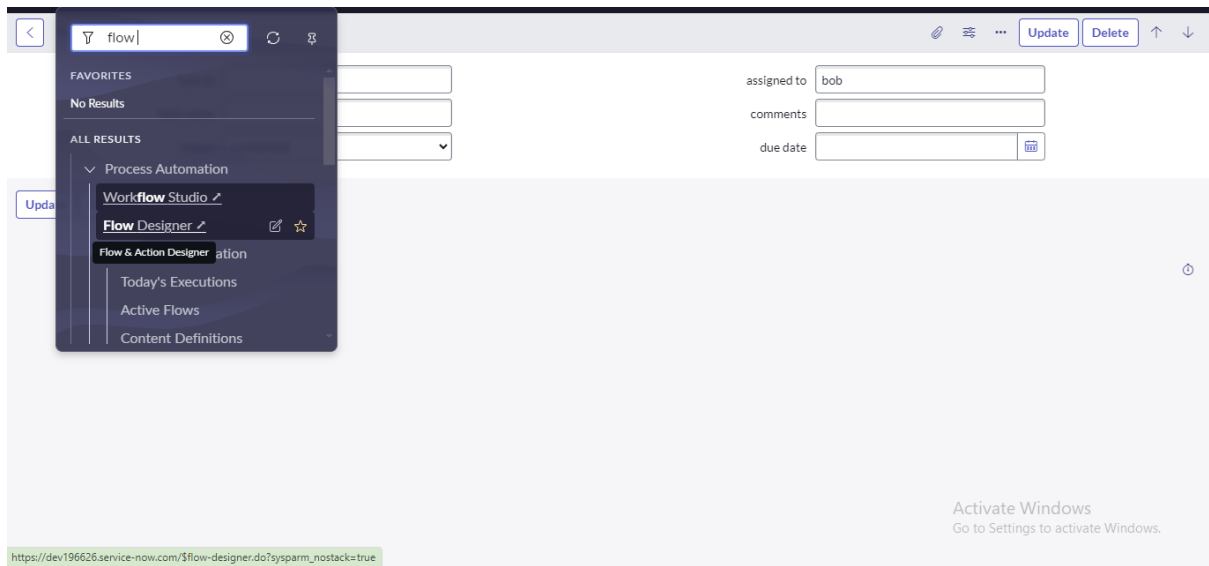 flow
Update
Delete
FAVORITES
No Results
ALL RESULTS
Process Automation
Workflow Studio
Flow Designer
Flow & Action Designer
ation
Today's Executions
Active Flows
Content Definitions
assigned to
bob
comments
due date
Upda
Activate Windows
Go to Settings to activate Windows.
https://dev196626.service-now.com/$flow-designer.do?sysparm_nostack=true